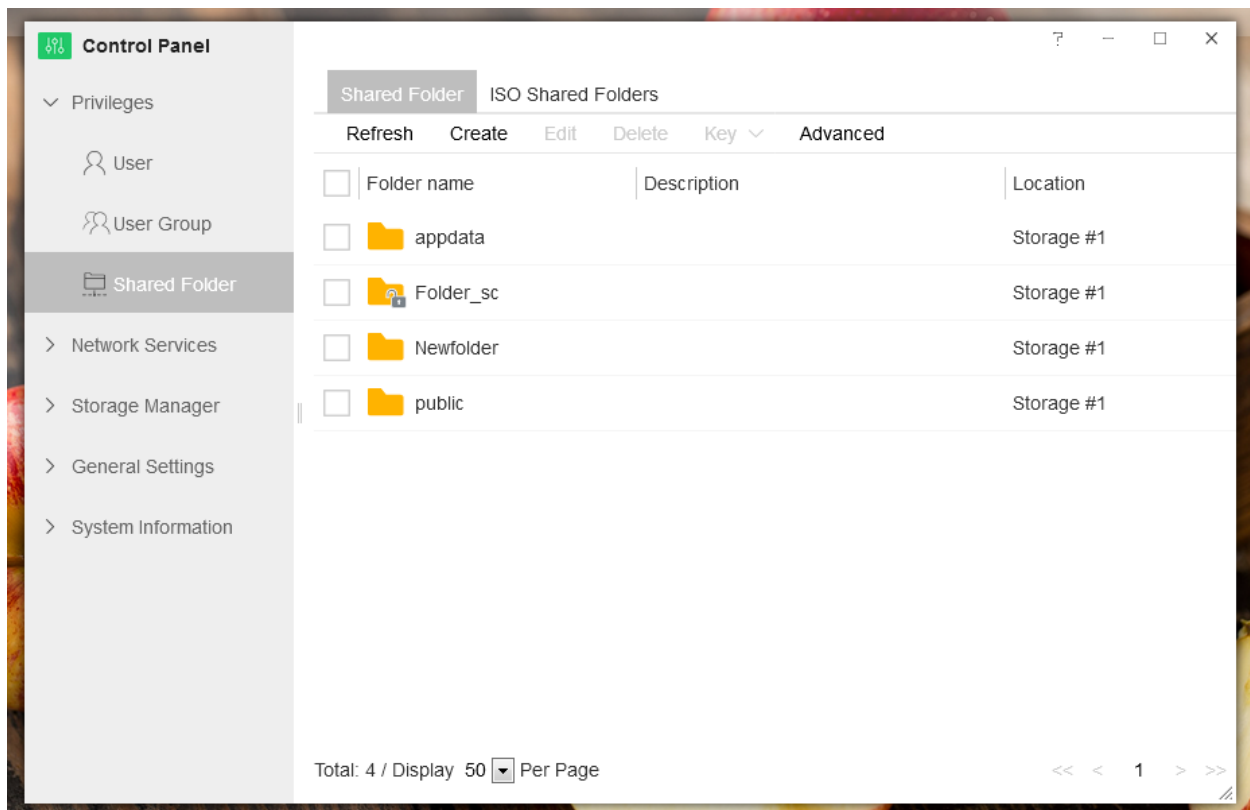 Control Panel
Privileges
User
User Group
Shared Folder
Network Services
Storage Manager
General Settings
System Information
?
Shared Folder ISO Shared Folders
Refresh Create Edit Delete Key Advanced
Folder name Description Location
appdata Storage #1
Folder_sc Storage #1
Newfolder Storage #1
public Storage #1
Total: 4 / Display 50 Per Page << < 1 > >>